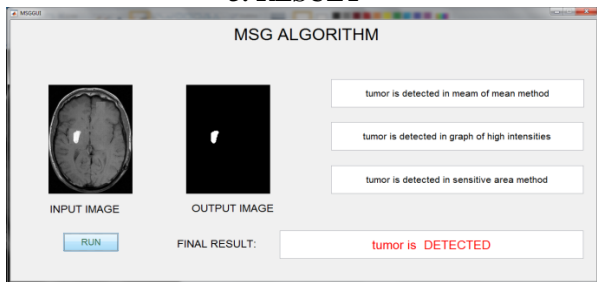 MSGGUI
MSG ALGORITHM
tumor is detected in meam of mean method
tumor is detected in graph of high intensities
tumor is detected in sensitive area method
INPUT IMAGE
OUTPUT IMAGE
RUN
FINAL RESULT:
tumor is DETECTED